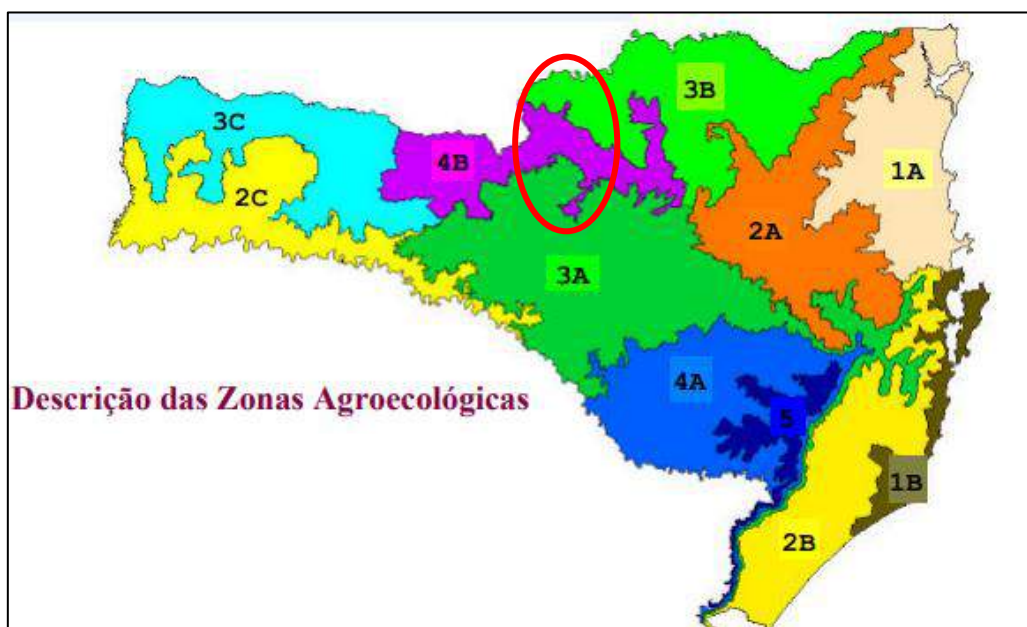 3B
3C
4B
1A
2C
2A
3A
4A
Descrição das Zonas Agroecológicas
5
1B
2B